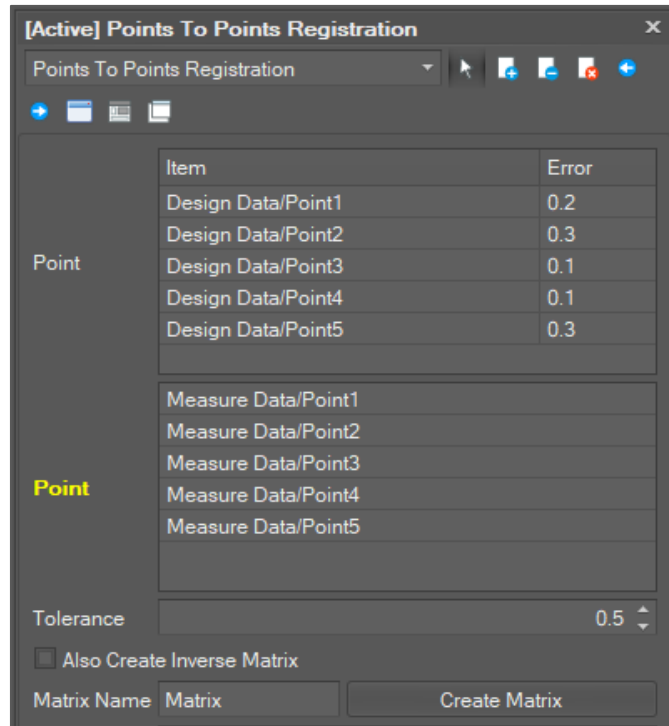 [Active] Points To Points Registration
Points To Points Registration
Item Error
Design Data/Point1 0.2
Design Data/Point2 0.3
Point Design Data/Point3 0.1
Design Data/Point4 0.1
Design Data/Point5 0.3
Measure Data/Point1
Measure Data/Point2
Measure Data/Point3
Point Measure Data/Point4
Measure Data/Point5
Tolerance 0.5
Also Create Inverse Matrix
Matrix Name Matrix Create Matrix